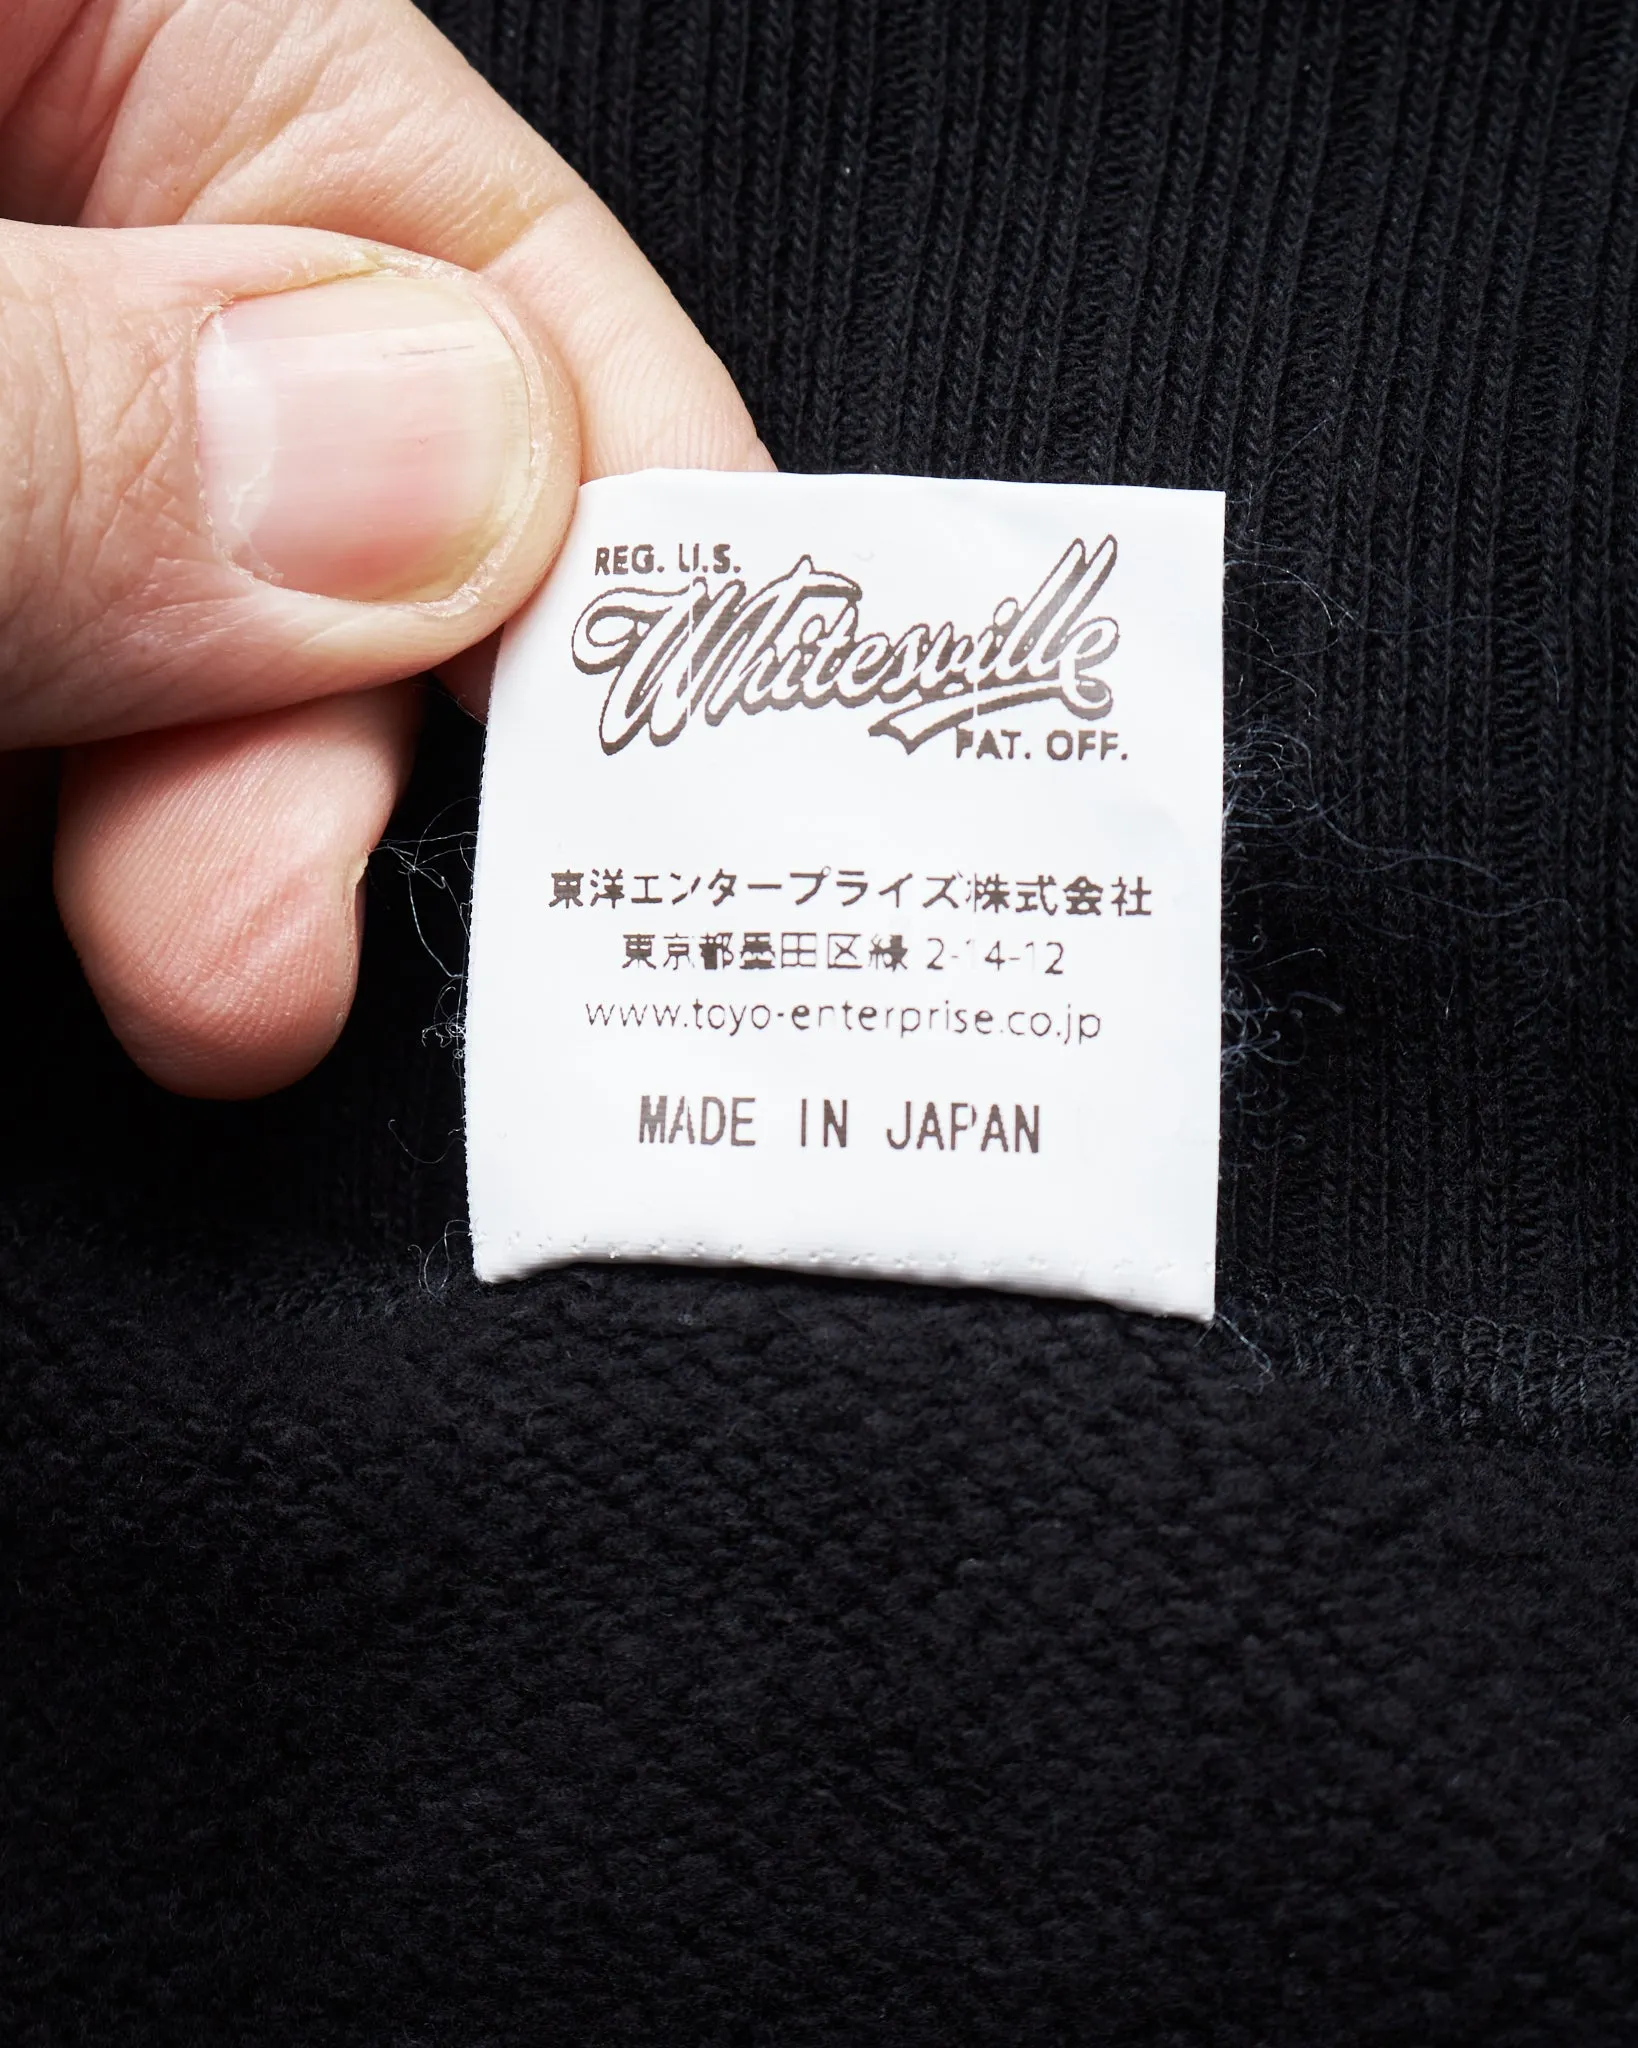 REG. U.S.
Whitesville
PAT. OFF.
東洋エンタープライズ株式会社
東京都墨田区緑 2-14-12
www.toyo-enterprise.co.jp
MADE IN JAPAN